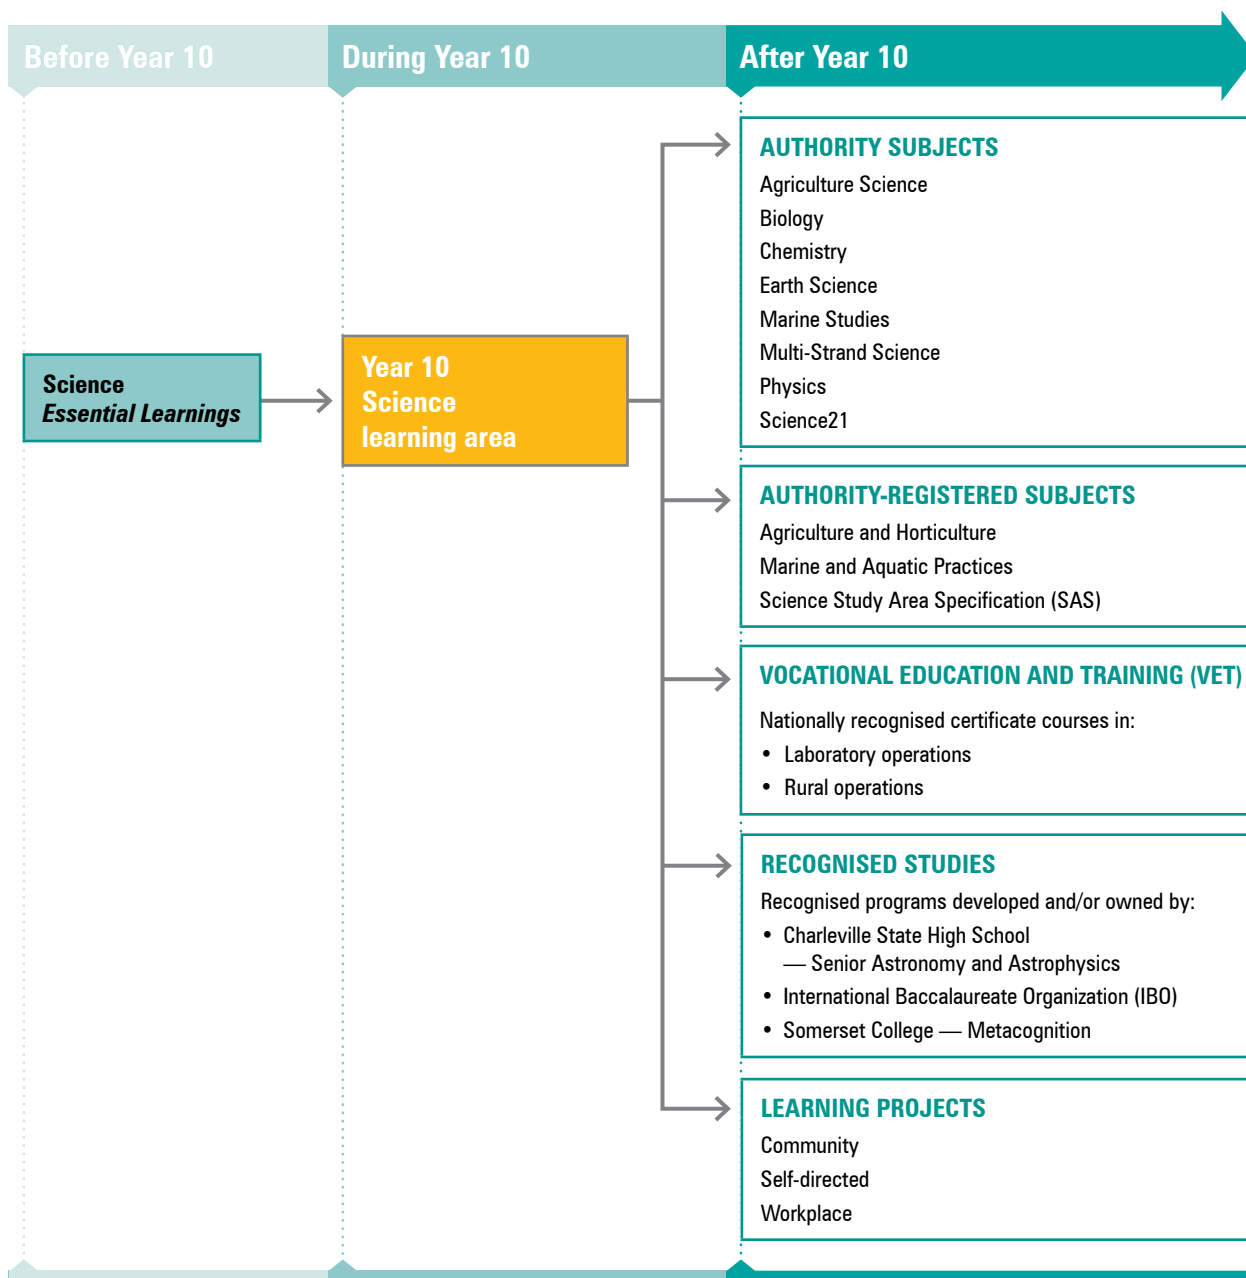 Before Year 10
During Year 10
After Year 10
Science
Essential Learnings
Year 10
Science
learning area
AUTHORITY SUBJECTS
Agriculture Science
Biology
Chemistry
Earth Science
Marine Studies
Multi-Strand Science
Physics
Science21
AUTHORITY-REGISTERED SUBJECTS
Agriculture and Horticulture
Marine and Aquatic Practices
Science Study Area Specification (SAS)
VOCATIONAL EDUCATION AND TRAINING (VET)
Nationally recognised certificate courses in:
• Laboratory operations
• Rural operations
RECOGNISED STUDIES
Recognised programs developed and/or owned by:
• Charleville State High School
— Senior Astronomy and Astrophysics
• International Baccalaureate Organization (IBO)
• Somerset College — Metacognition
LEARNING PROJECTS
Community
Self-directed
Workplace